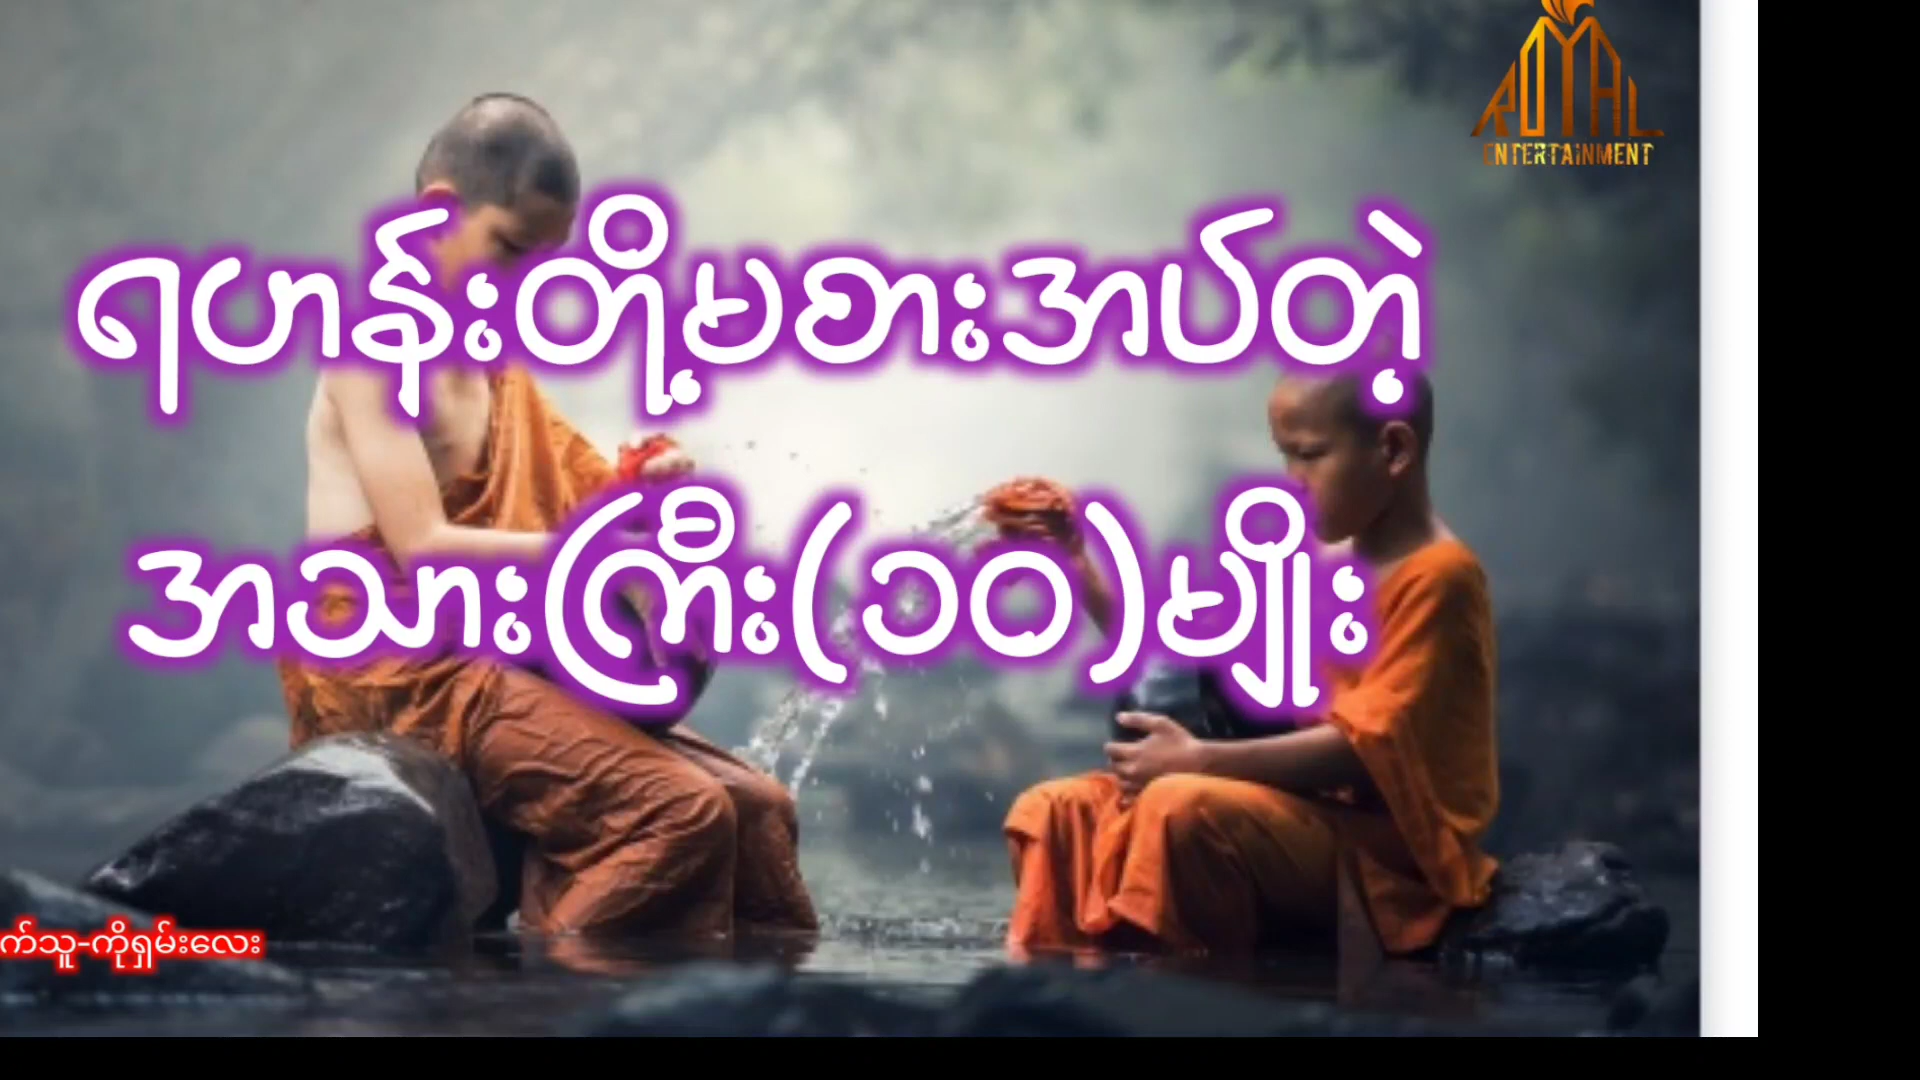 ROYAL
ENTERTAINMENT
ရဟန်းတို့မစားအပ်တဲ့
အသားကြီး(၁၀)မျိုး
က်သူ-ကိုရှမ်းလေး